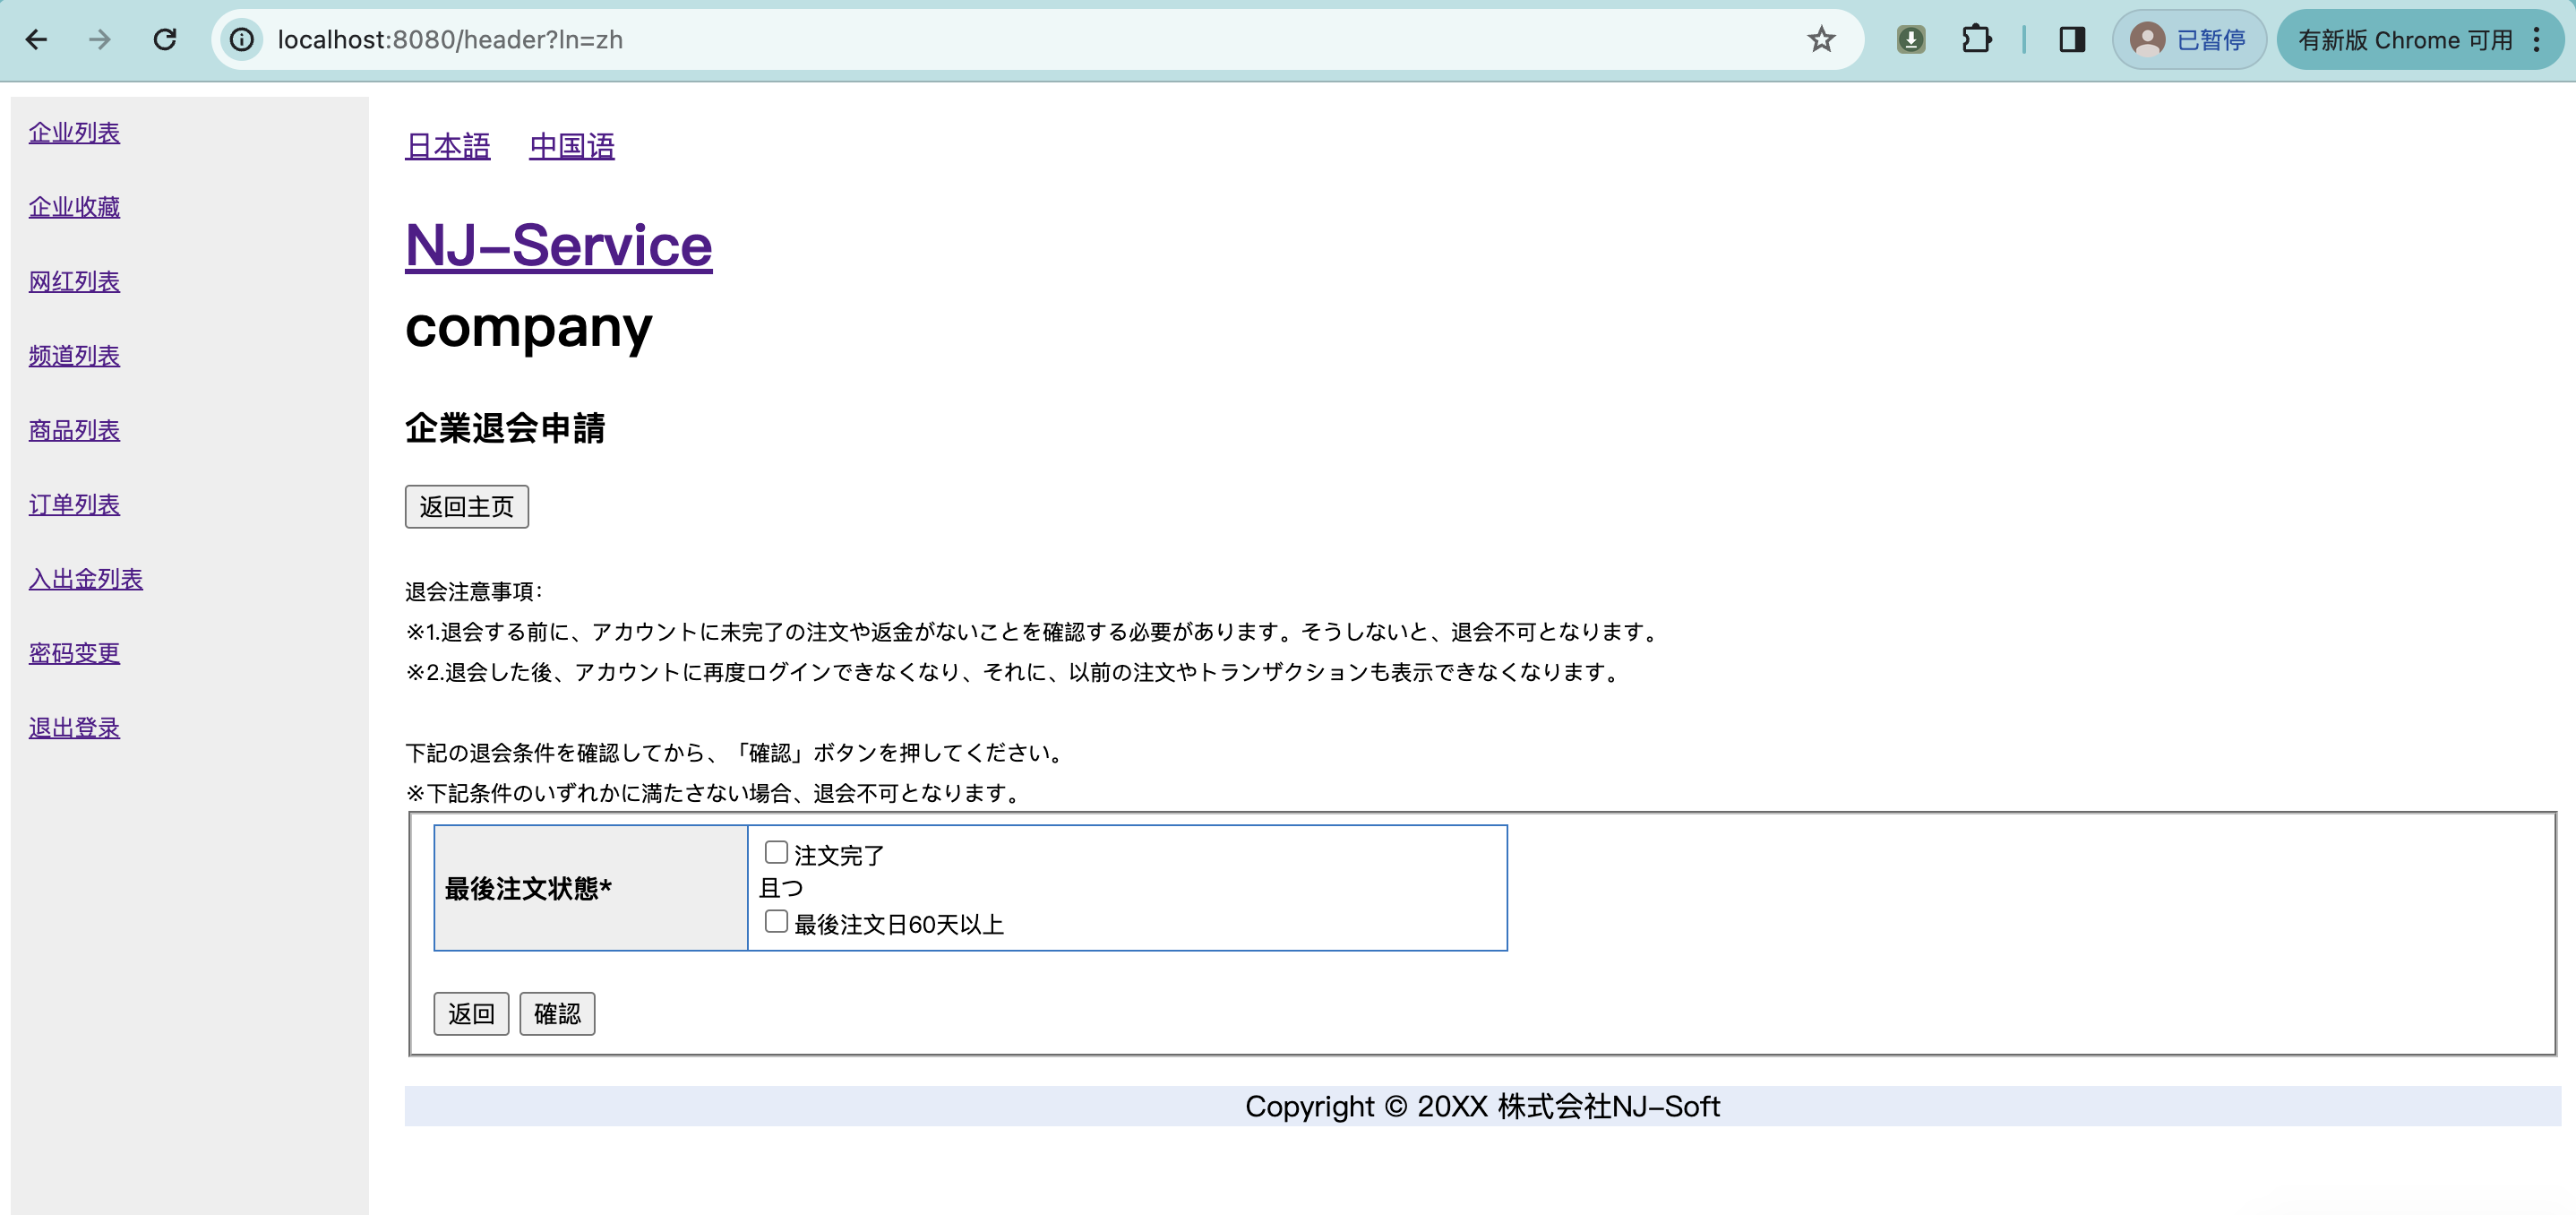 localhost:8080/header?ln=zh
已暂停
有新版 Chrome 可用
企业列表
企业收藏
网红列表
频道列表
商品列表
订单列表
入出金列表
密码变更
退出登录
日本語 中国语
NJ-Service
company
企業退会申請
返回主页
退会注意事項:
※1.退会する前に、アカウントに未完了の注文や返金がないことを確認する必要があります。そうしないと、退会不可となります。
※2.退会した後、アカウントに再度ログインできなくなり、それに、以前の注文やトランザクションも表示できなくなります。
下記の退会条件を確認してから、「確認」ボタンを押してください。
※下記条件のいずれかに満たさない場合、退会不可となります。
最後注文状態*
注文完了
且つ
最後注文日60天以上
返回 確認
Copyright © 20XX 株式会社NJ-Soft